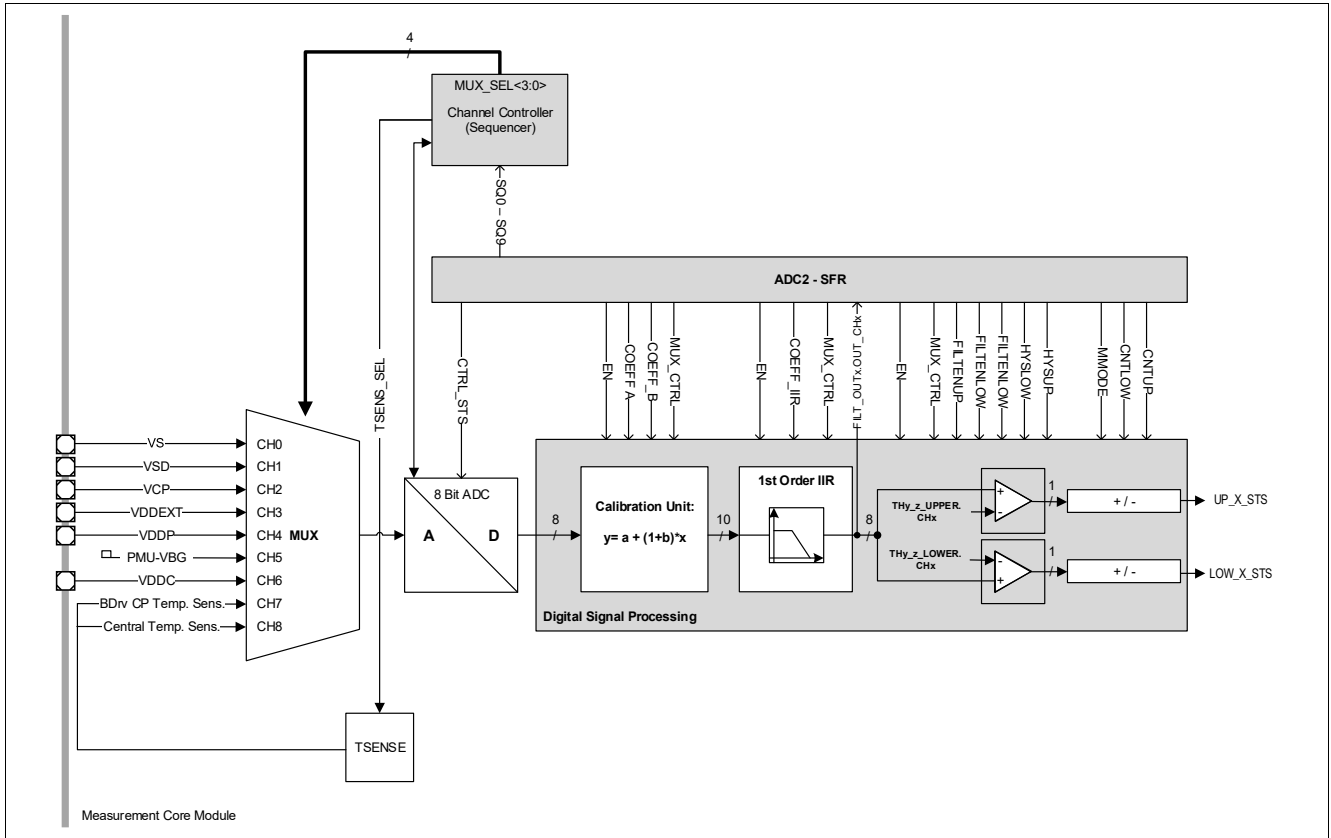 4
MUX_SEL<3:0>
Channel Controller
(Sequencer)
SQ0 – SQ9
ADC2 - SFR
TSENS_SEL
CTRL_STS
EN
COEFF A
COEFF_B
MUX_CTRL
EN
COEFF_IIR
MUX_CTRL
FILT_OUTx.OUT_CHx
EN
MUX_CTRL
FILTENUP
FILTENLOW
FILTENLOW
HYSLOW
HYSUP
MMODE
CNTLOW
CNTUP
VS
CH0
VSD
CH1
VCP
CH2
VDDEXT
CH3
VDDP
CH4 MUX
PMU-VBG
CH5
VDDC
CH6
BDrv CP Temp. Sens.
CH7
Central Temp. Sens.
CH8
8 Bit ADC
A
D
8
Calibration Unit:
y= a + (1+b)*x
10
1st Order IIR
8
THy_z_UPPER.
CHx
+
-
1
+ / -
UP_X_STS
THy_z_LOWER.
CHx
-
+
1
+ / -
LOW_X_STS
Digital Signal Processing
TSENSE
Measurement Core Module